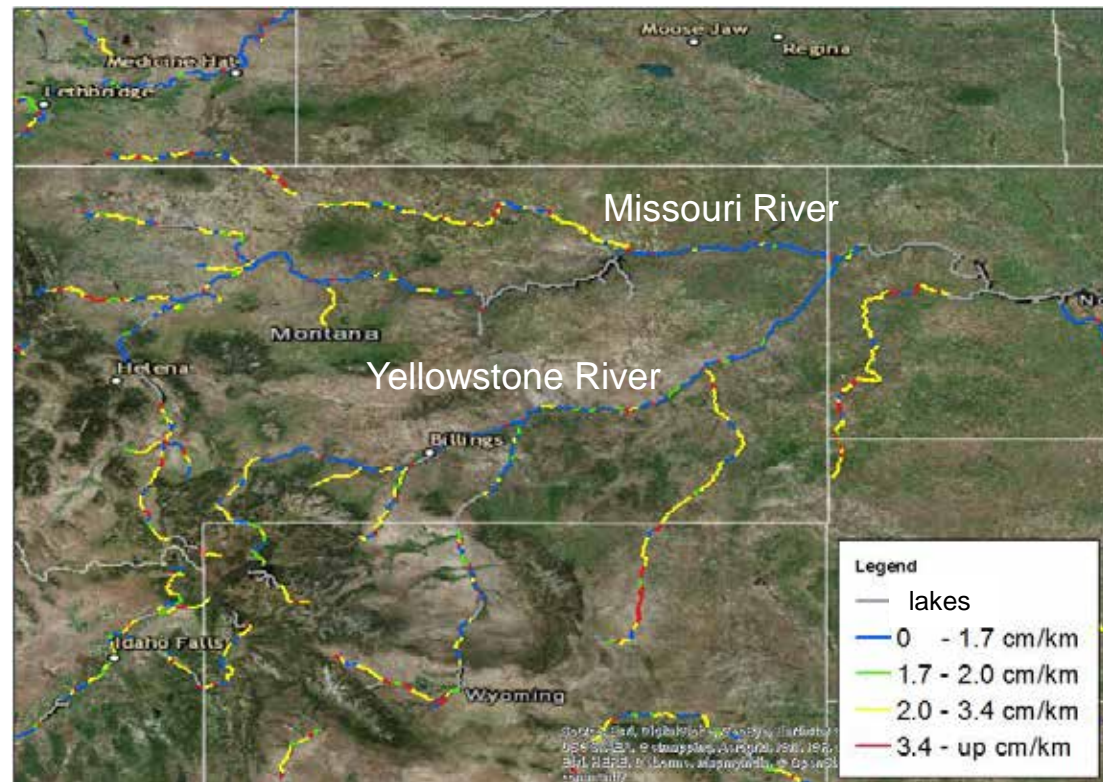 Moose Jaw
Regina
Medicine Hat
Lethbridge
Missouri River
No
Montana
Helena
Yellowstone River
Billings
Idaho Falls
Wyoming
Legend
lakes
0 - 1.7 cm/km
1.7 - 2.0 cm/km
2.0 - 3.4 cm/km
3.4 - up cm/km